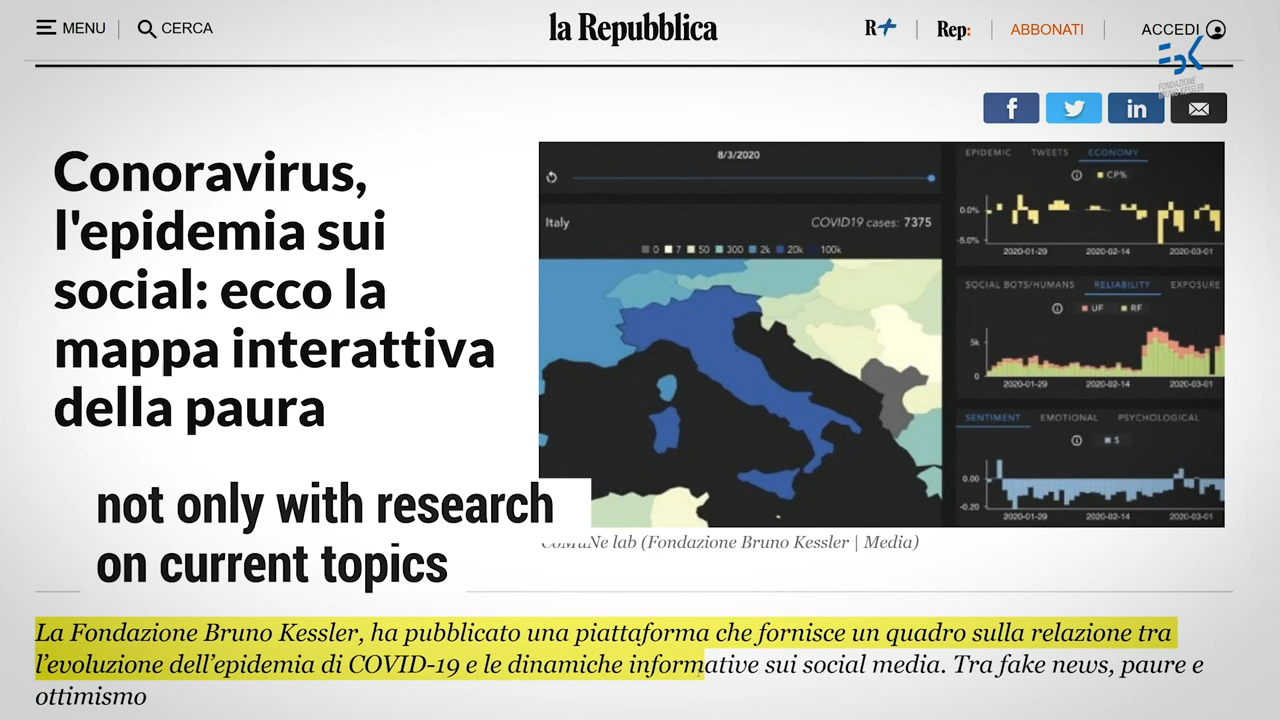 MENU
CERCA
la Repubblica
R+
Rep:
ABBONATI
ACCEDI
FONDAZIONE
BRUNO KESSLER
Conoravirus,
l'epidemia sui
social: ecco la
mappa interattiva
della paura
8/3/2020
Italy
COVID19 cases: 7375
0 7 50 300 2k 20k 100k
EPIDEMIC TWEETS ECONOMY
CP%
0.0%
-5.0%
2020-01-29 2020-02-14 2020-03-01
SOCIAL BOTS/HUMANS RELIABILITY EXPOSURE
UF RF
5k
0
2020-01-29 2020-02-14 2020-03-01
SENTIMENT EMOTIONAL PSYCHOLOGICAL
S
0.00
-0.20
2020-01-29 2020-02-14 2020-03-01
not only with research
on current topics
CoMuNe lab (Fondazione Bruno Kessler | Media)
La Fondazione Bruno Kessler, ha pubblicato una piattaforma che fornisce un quadro sulla relazione tra
l’evoluzione dell’epidemia di COVID-19 e le dinamiche informative sui social media. Tra fake news, paure e
ottimismo